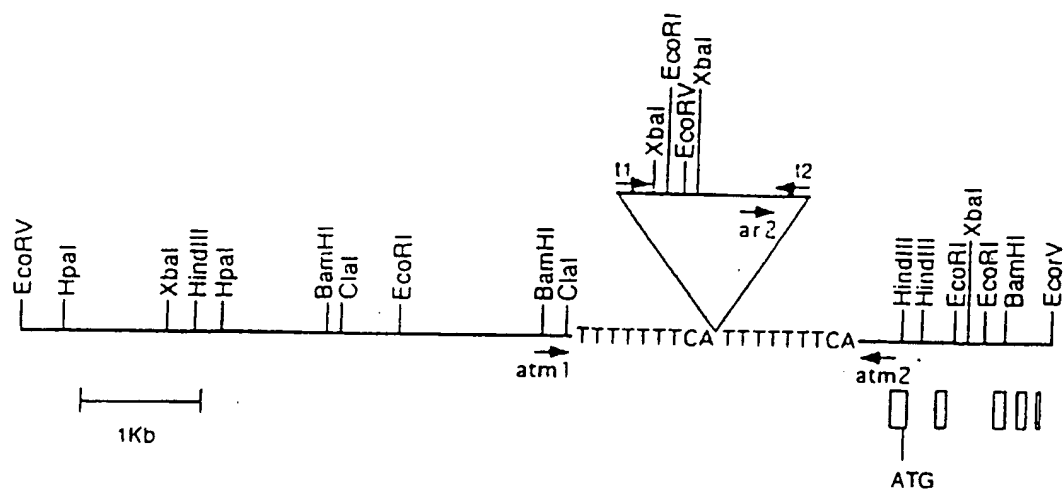 XbaI
EcoRI
EcoRV
XbaI
t1
t2
ar2
EcoRV
HpaI
XbaI
HindIII
HpaI
BamHI
ClaI
EcoRI
BamHI
ClaI
TTTTTTTCA TTTTTTTCA
HindIII
HindIII
EcoRI
XbaI
EcoRI
BamHI
EcorV
atm1
atm2
1Kb
ATG